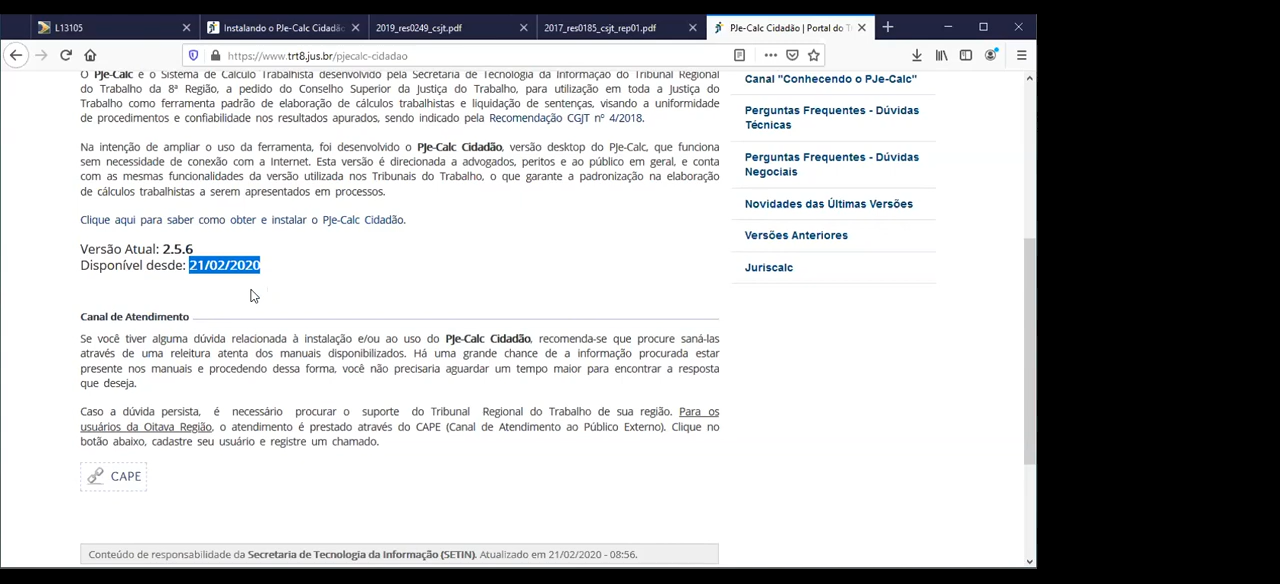 L13105
Instalando o PJe-Calc Cidadão
2019_res0249_csjt.pdf
2017_res0185_csjt_rep01.pdf
PJe-Calc Cidadão | Portal do T
https://www.trt8.jus.br/pjecalc-cidadao
O PJe-Calc é o Sistema de Cálculo Trabalhista desenvolvido pela Secretaria de Tecnologia da Informação do Tribunal Regional
do Trabalho da 8ª Região, a pedido do Conselho Superior da Justiça do Trabalho, para utilização em toda a Justiça do
Trabalho como ferramenta padrão de elaboração de cálculos trabalhistas e liquidação de sentenças, visando a uniformidade
de procedimentos e confiabilidade nos resultados apurados, sendo indicado pela Recomendação CGJT nº 4/2018.
Na intenção de ampliar o uso da ferramenta, foi desenvolvido o PJe-Calc Cidadão, versão desktop do PJe-Calc, que funciona
sem necessidade de conexão com a Internet. Esta versão é direcionada a advogados, peritos e ao público em geral, e conta
com as mesmas funcionalidades da versão utilizada nos Tribunais do Trabalho, o que garante a padronização na elaboração
de cálculos trabalhistas a serem apresentados em processos.
Clique aqui para saber como obter e instalar o PJe-Calc Cidadão.
Versão Atual: 2.5.6
Disponível desde: 21/02/2020
Canal de Atendimento
Se você tiver alguma dúvida relacionada à instalação e/ou ao uso do PJe-Calc Cidadão, recomenda-se que procure saná-las
através de uma releitura atenta dos manuais disponibilizados. Há uma grande chance de a informação procurada estar
presente nos manuais e procedendo dessa forma, você não precisaria aguardar um tempo maior para encontrar a resposta
que deseja.
Caso a dúvida persista, é necessário procurar o suporte do Tribunal Regional do Trabalho de sua região. Para os
usuários da Oitava Região, o atendimento é prestado através do CAPE (Canal de Atendimento ao Público Externo). Clique no
botão abaixo, cadastre seu usuário e registre um chamado.
CAPE
Conteúdo de responsabilidade da Secretaria de Tecnologia da Informação (SETIN). Atualizado em 21/02/2020 - 08:56.
Canal "Conhecendo o PJe-Calc"
Perguntas Frequentes - Dúvidas
Técnicas
Perguntas Frequentes - Dúvidas
Negociais
Novidades das Últimas Versões
Versões Anteriores
Juriscalc